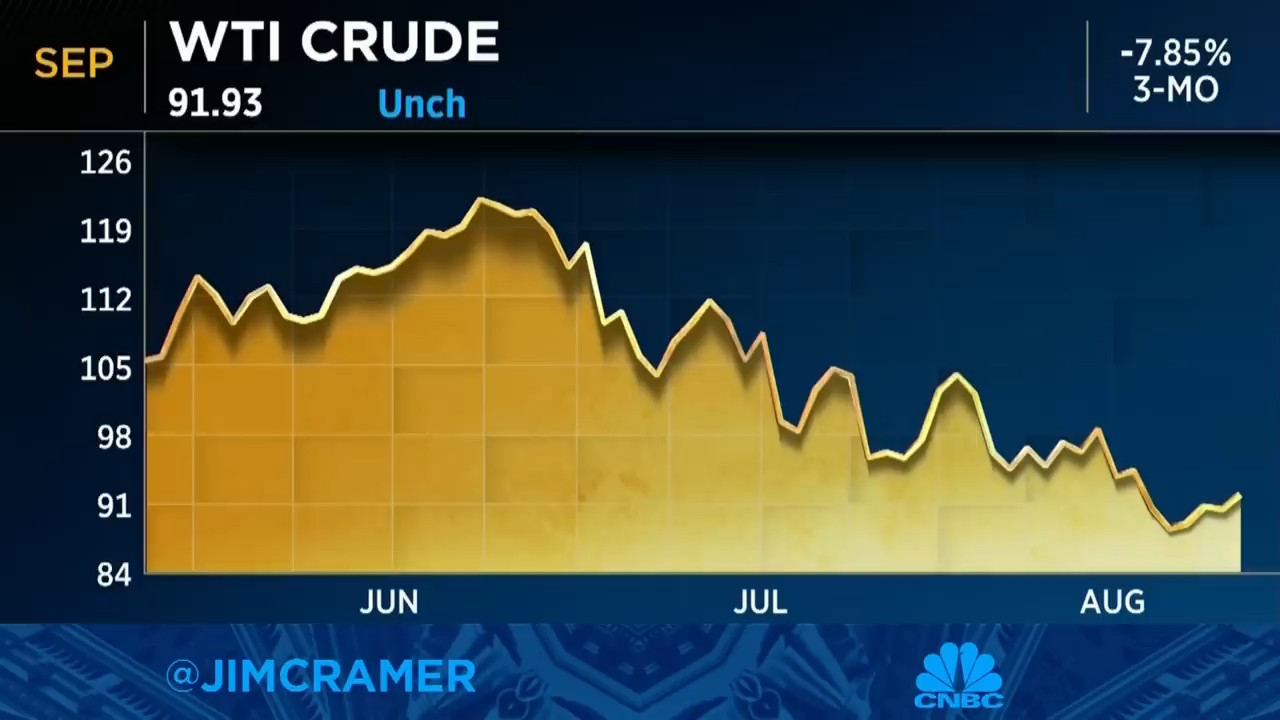 SEP
WTI CRUDE
91.93 Unch
-7.85%
3-MO
126
119
112
105
98
91
84
JUN JUL AUG
@JIMCRAMER
CNBC